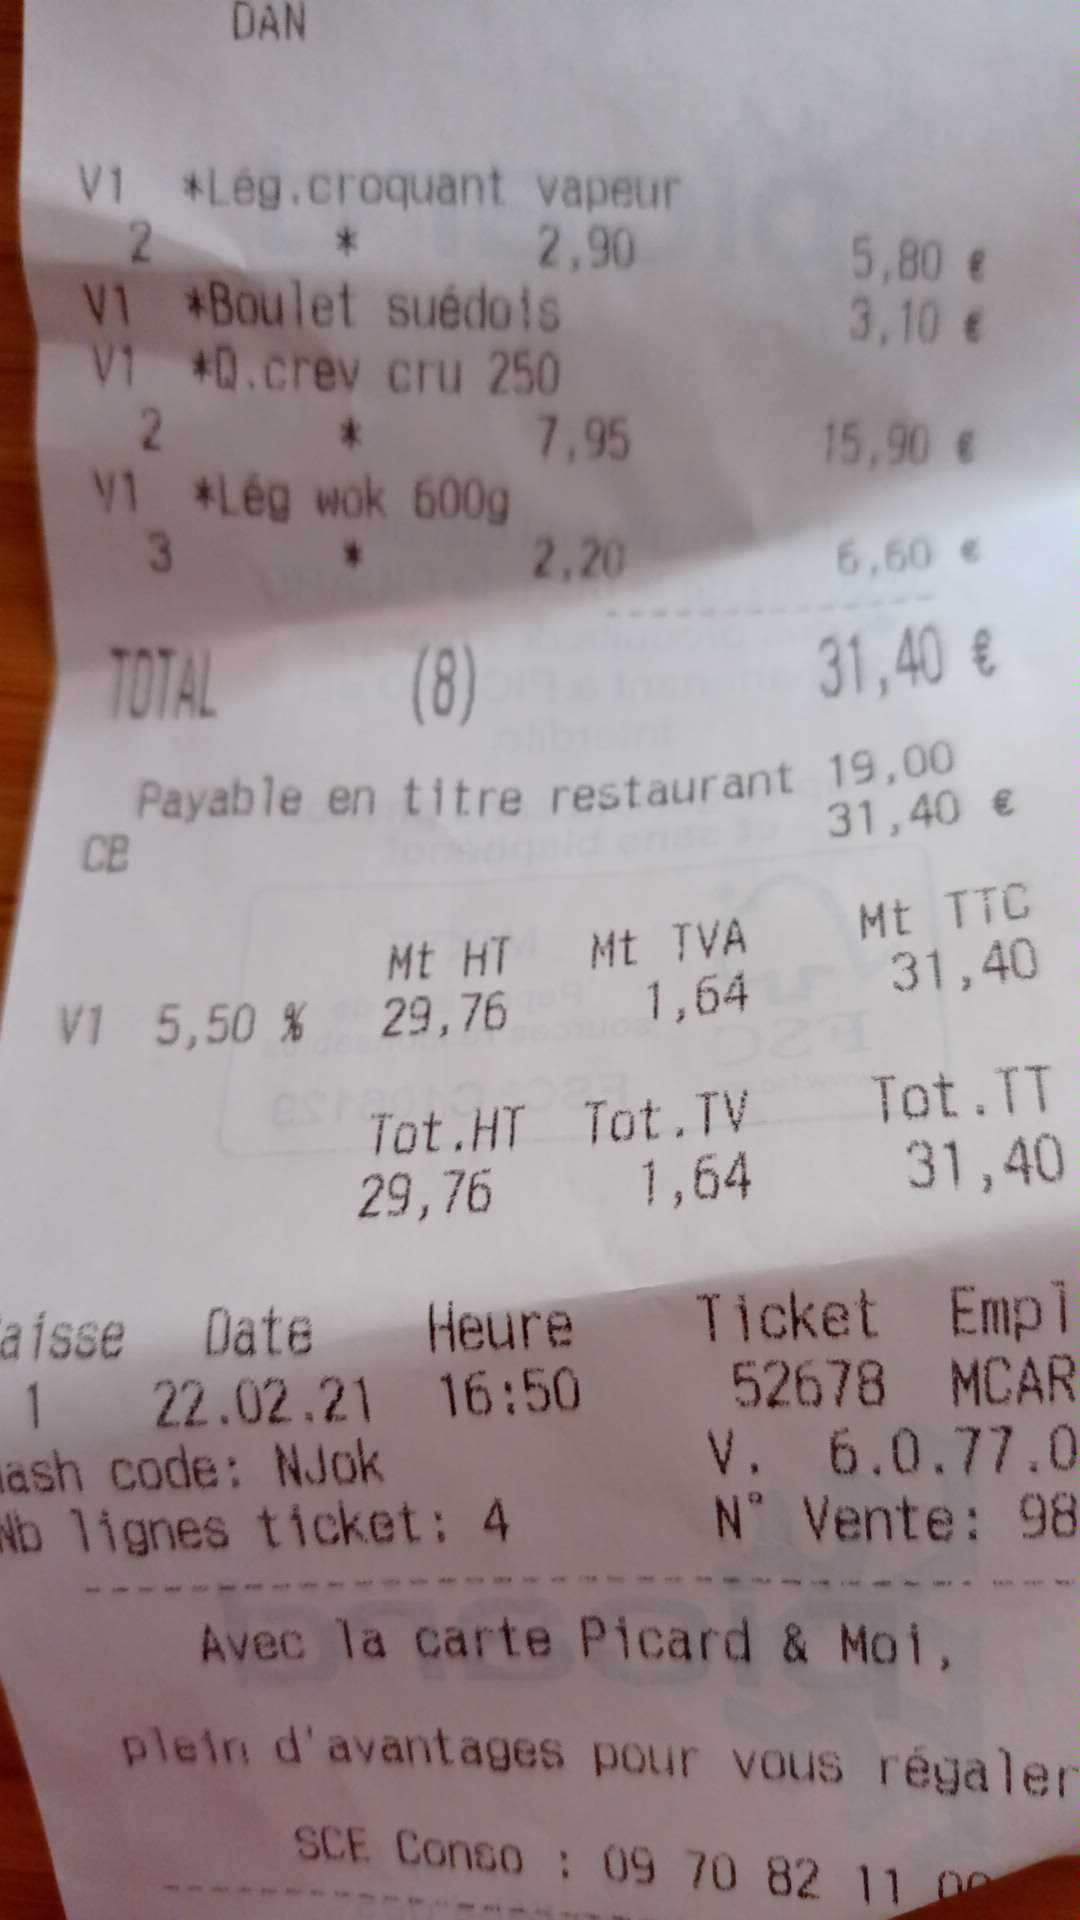 DAN
V1 *Lég.croquant vapeur
2 * 2,90 5,80 €
V1 *Boulet suédois 3,10 €
V1 *Q.crev cru 250
2 * 7,95 15,90 €
V1 *Lég wok 600g
3 * 2,20 6,60 €
TOTAL (8) 31,40 €
Payable en titre restaurant 19,00
CB 31,40 €
Mt HT Mt TVA Mt TTC
V1 5,50 % 29,76 1,64 31,40
Tot.HT Tot.TV Tot.TT
29,76 1,64 31,40
aisse Date Heure Ticket Empl
1 22.02.21 16:50 52678 MCAR
ash code: NJok V. 6.0.77.0
Nb lignes ticket: 4 N° Vente: 98
Avec la carte Picard & Moi,
plein d'avantages pour vous régaler
SCE Conso : 09 70 82 11